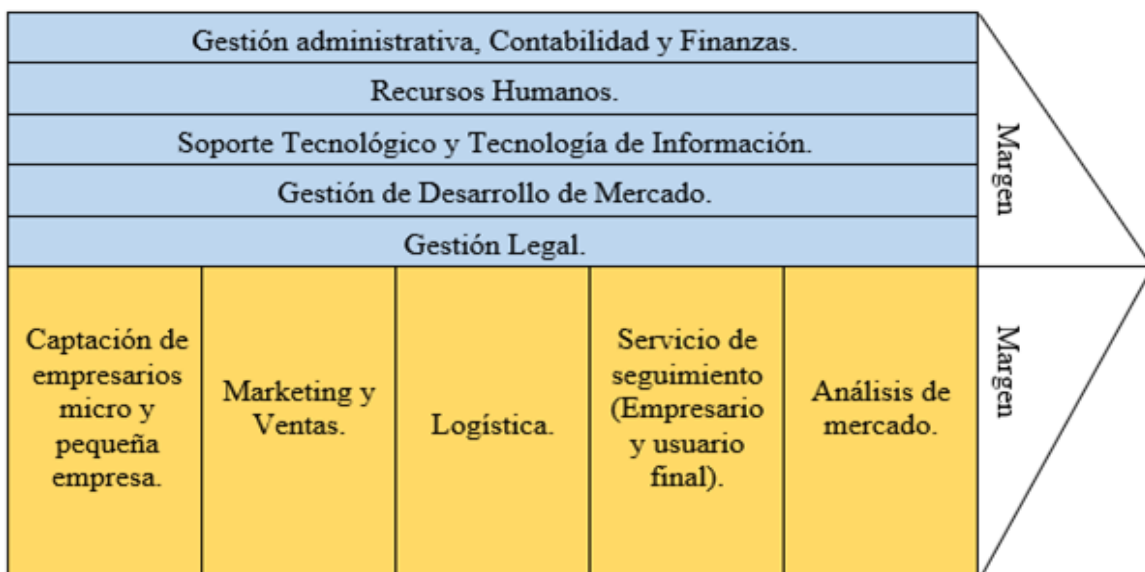 Gestión administrativa, Contabilidad y Finanzas.
Recursos Humanos.
Soporte Tecnológico y Tecnología de Información.
Gestión de Desarrollo de Mercado.
Gestión Legal.
Margen
Captación de
empresarios
micro y
pequeña
empresa.
Marketing y
Ventas.
Logística.
Servicio de
seguimiento
(Empresario
y usuario
final).
Análisis de
mercado.
Margen